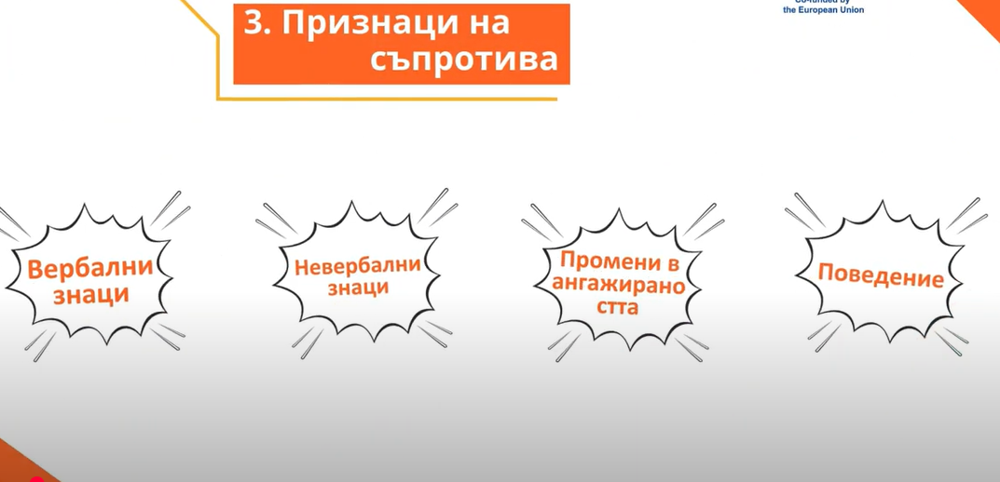 3. Признаци на
съпротива
the European Union
Вербални
знаци
Невербални
знаци
Промени в
ангажирано
стта
Поведение